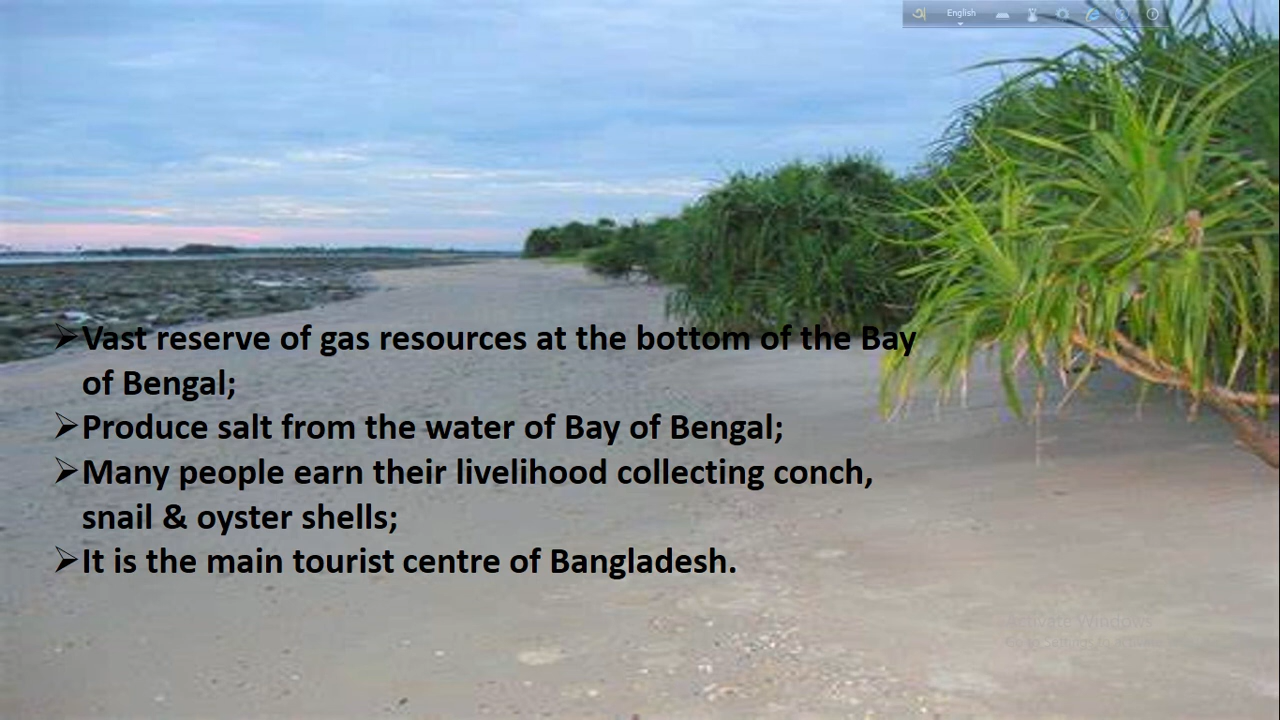 অ English
➢Vast reserve of gas resources at the bottom of the Bay
of Bengal;
➢Produce salt from the water of Bay of Bengal;
➢Many people earn their livelihood collecting conch,
snail & oyster shells;
➢It is the main tourist centre of Bangladesh.
Activate Windows